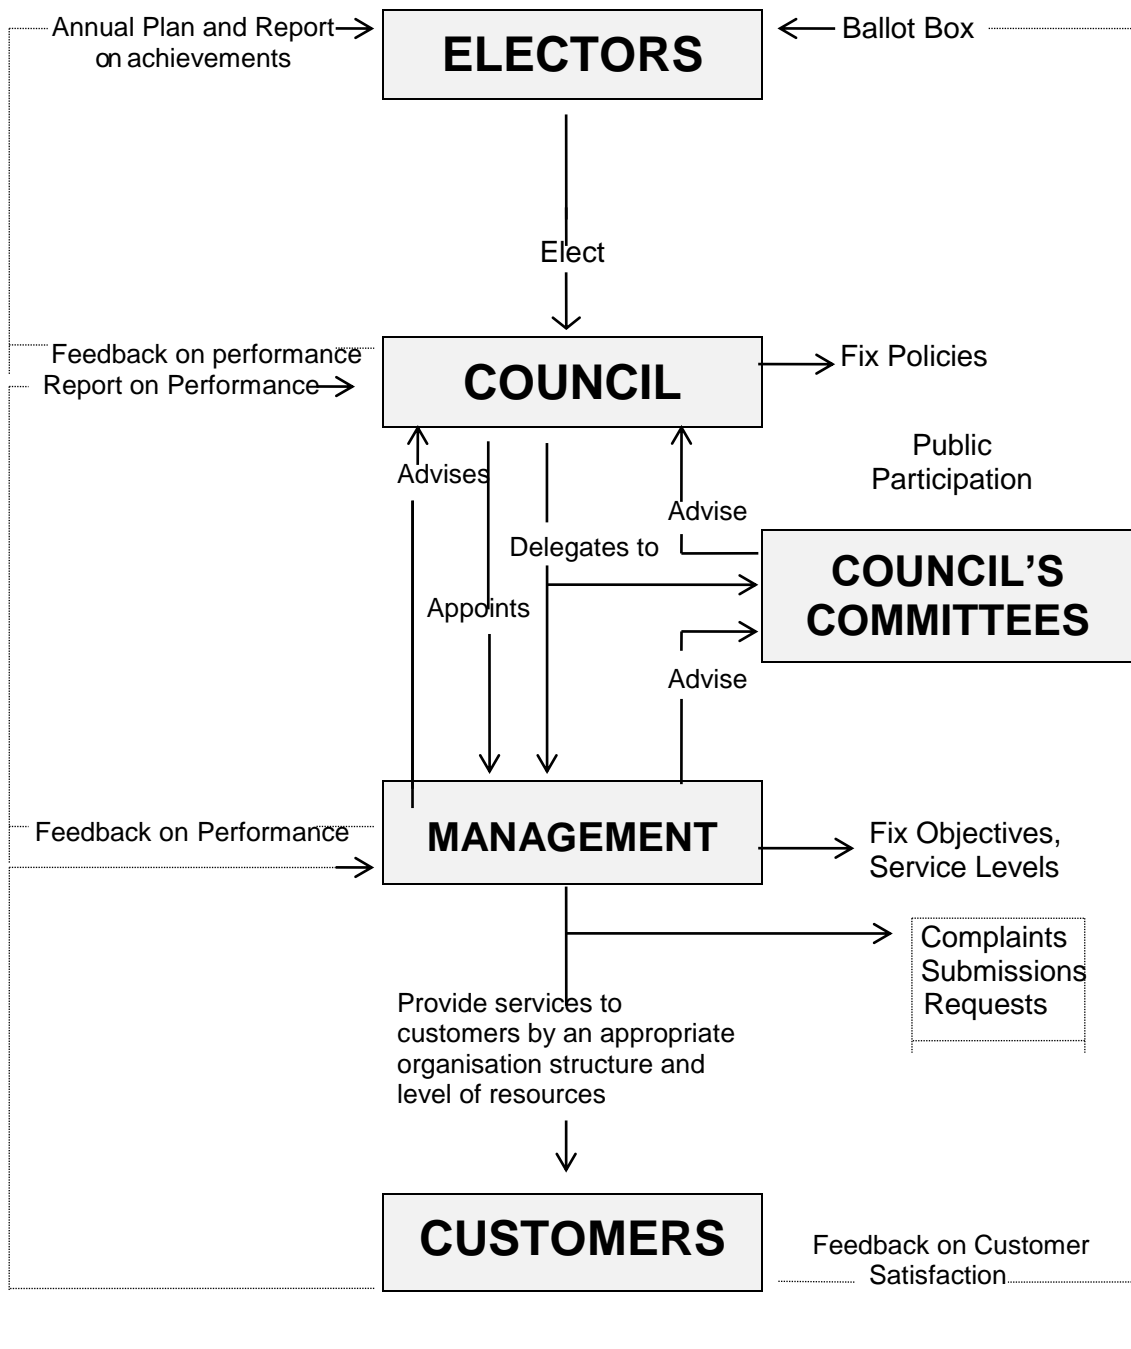 Annual Plan and Report
on achievements
ELECTORS
Ballot Box
Elect
Feedback on performance
Report on Performance
COUNCIL
Fix Policies
Public
Participation
Advises
Advise
Delegates to
COUNCIL’S
COMMITTEES
Appoints
Advise
Feedback on Performance
MANAGEMENT
Fix Objectives,
Service Levels
Complaints
Submissions
Requests
Provide services to
customers by an appropriate
organisation structure and
level of resources
CUSTOMERS
Feedback on Customer
Satisfaction